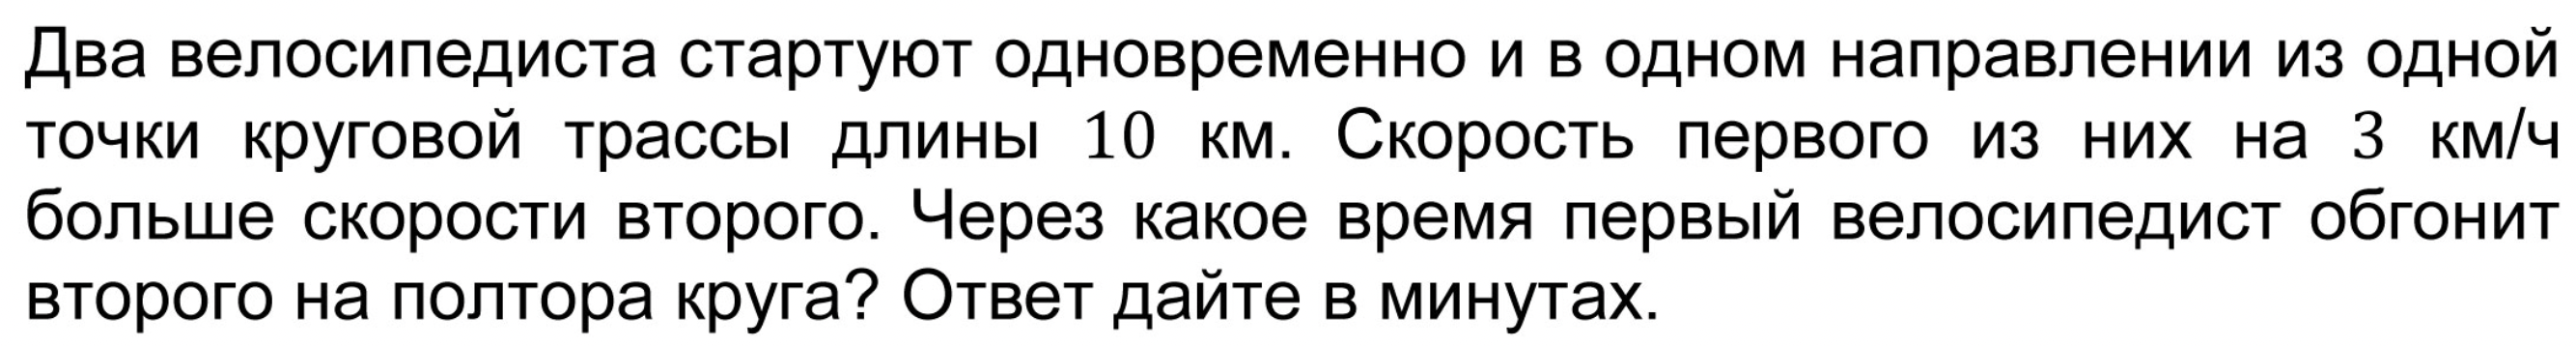 Два велосипедиста стартуют одновременно и в одном направлении из одной
точки круговой трассы длины 10 км. Скорость первого из них на 3 км/ч
больше скорости второго. Через какое время первый велосипедист обгонит
второго на полтора круга? Ответ дайте в минутах.